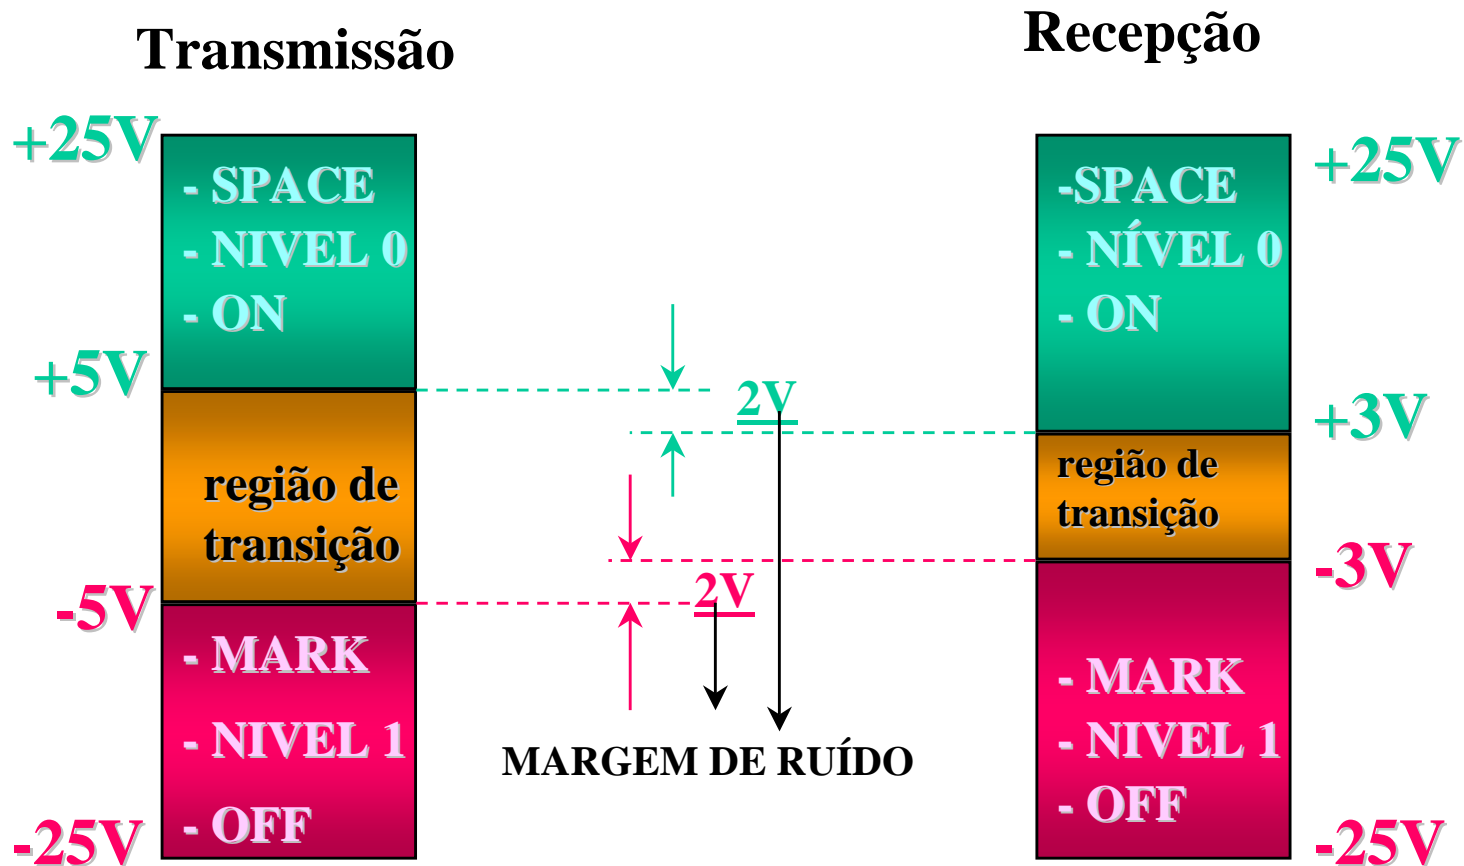 Transmissão
Recepção
+25V
- SPACE
- NIVEL 0
- ON
+5V
região de
transição
-5V
- MARK
- NIVEL 1
- OFF
-25V
2V
2V
MARGEM DE RUÍDO
+25V
-SPACE
- NÍVEL 0
- ON
+3V
região de
transição
-3V
- MARK
- NIVEL 1
- OFF
-25V